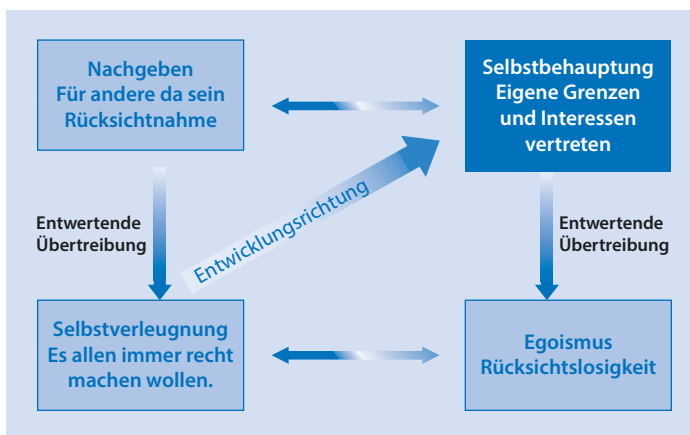 Nachgeben
Für andere da sein
Rücksichtnahme
Selbstbehauptung
Eigene Grenzen
und Interessen
vertreten
Entwertende
Übertreibung
Entwicklungsrichtung
Entwertende
Übertreibung
Selbstverleugnung
Es allen immer recht
machen wollen.
Egoismus
Rücksichtslosigkeit